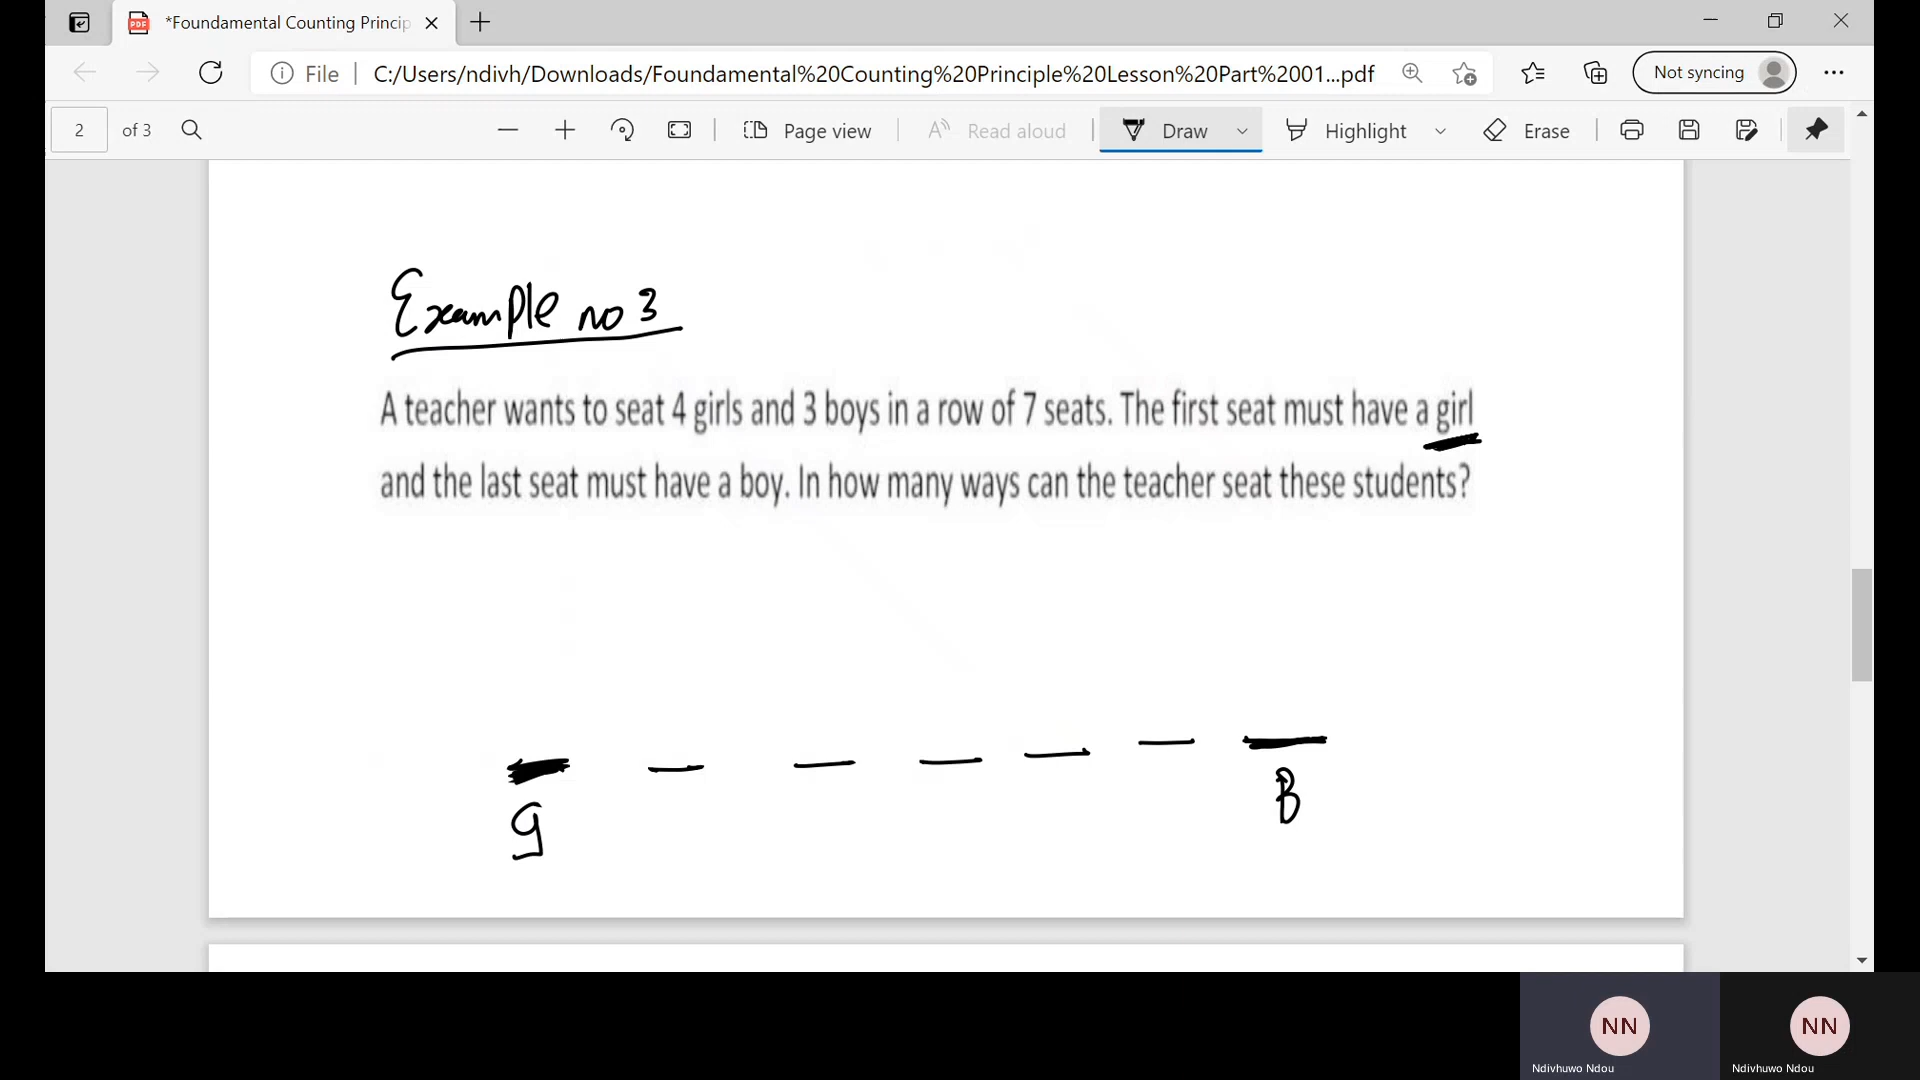 *Foundamental Counting Princip
File
C:/Users/ndivh/Downloads/Foundamental%20Counting%20Principle%20Lesson%20Part%2001...pdf
Not syncing
2 of 3
Page view
Read aloud
Draw
Highlight
Erase
Example no 3
A teacher wants to seat 4 girls and 3 boys in a row of 7 seats. The first seat must have a girl
and the last seat must have a boy. In how many ways can the teacher seat these students?
g
B
NN
NN
Ndivhuwo Ndou
Ndivhuwo Ndou